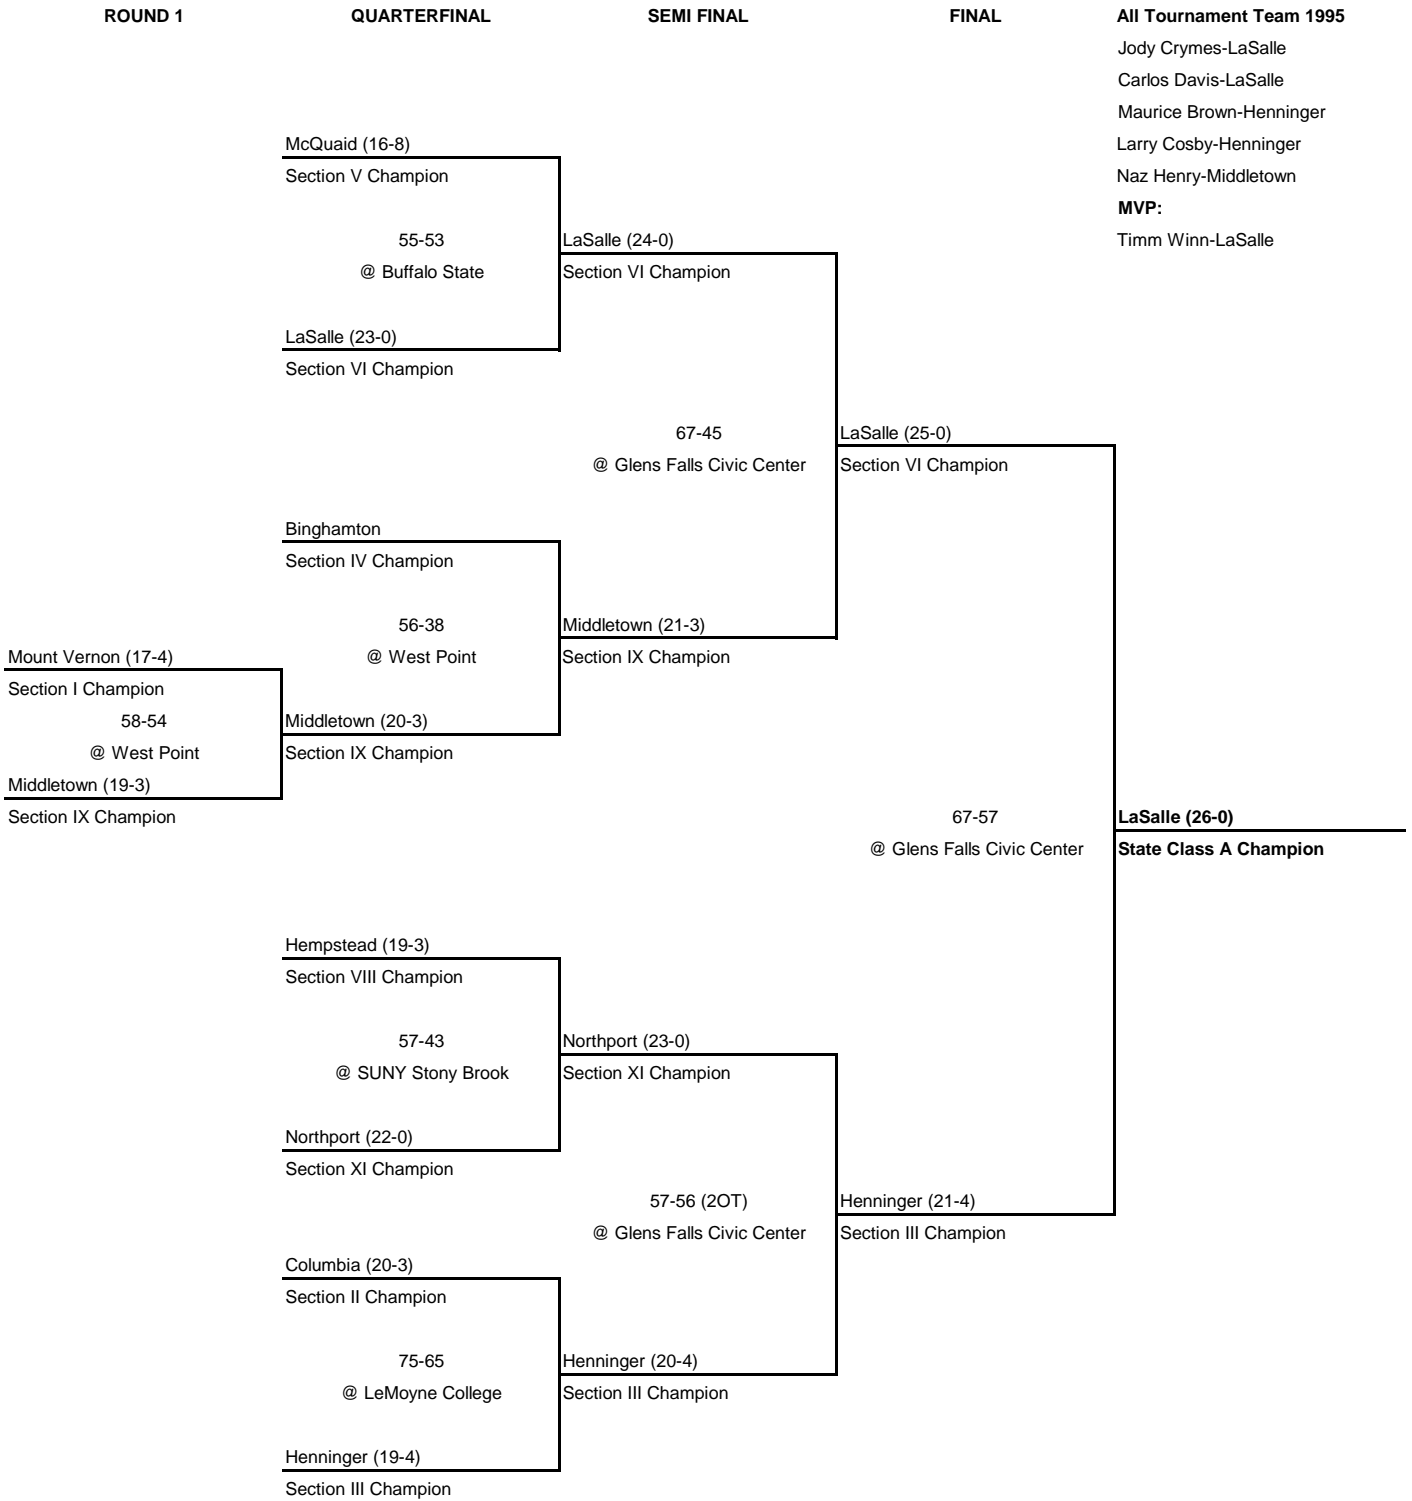 ROUND 1 QUARTERFINAL SEMI FINAL FINAL All Tournament Team 1995
Jody Crymes-LaSalle
Carlos Davis-LaSalle
Maurice Brown-Henninger
McQuaid (16-8) Larry Cosby-Henninger
Section V Champion Naz Henry-Middletown
MVP:
55-53 LaSalle (24-0) Timm Winn-LaSalle
@ Buffalo State Section VI Champion
LaSalle (23-0)
Section VI Champion
67-45 LaSalle (25-0)
@ Glens Falls Civic Center Section VI Champion
Binghamton
Section IV Champion
56-38 Middletown (21-3)
Mount Vernon (17-4) @ West Point Section IX Champion
Section I Champion
58-54 Middletown (20-3)
@ West Point Section IX Champion
Middletown (19-3)
Section IX Champion 67-57 LaSalle (26-0)
@ Glens Falls Civic Center State Class A Champion
Hempstead (19-3)
Section VIII Champion
57-43 Northport (23-0)
@ SUNY Stony Brook Section XI Champion
Northport (22-0)
Section XI Champion
57-56 (2OT) Henninger (21-4)
@ Glens Falls Civic Center Section III Champion
Columbia (20-3)
Section II Champion
75-65 Henninger (20-4)
@ LeMoyne College Section III Champion
Henninger (19-4)
Section III Champion